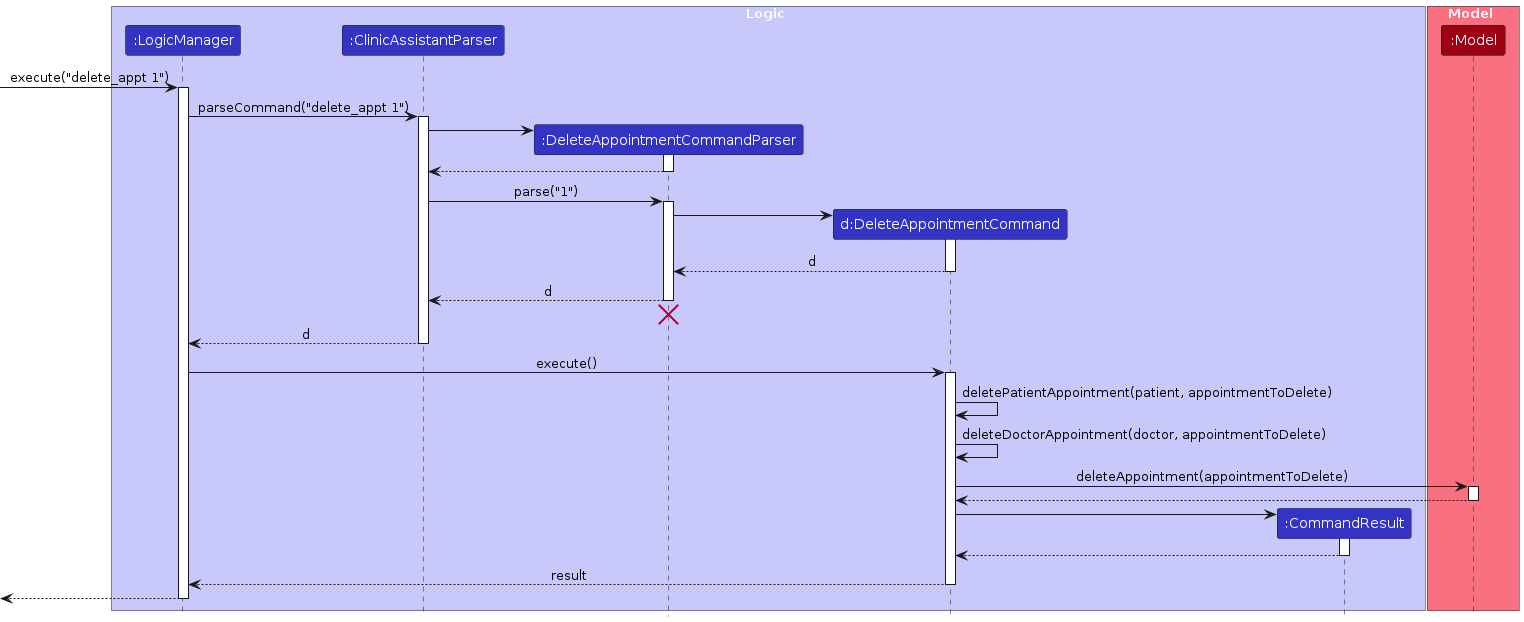 Logic
Model
:LogicManager
:ClinicAssistantParser
:Model
execute("delete_appt 1")
parseCommand("delete_appt 1")
:DeleteAppointmentCommandParser
parse("1")
d:DeleteAppointmentCommand
d
d
d
execute()
deletePatientAppointment(patient, appointmentToDelete)
deleteDoctorAppointment(doctor, appointmentToDelete)
deleteAppointment(appointmentToDelete)
:CommandResult
result